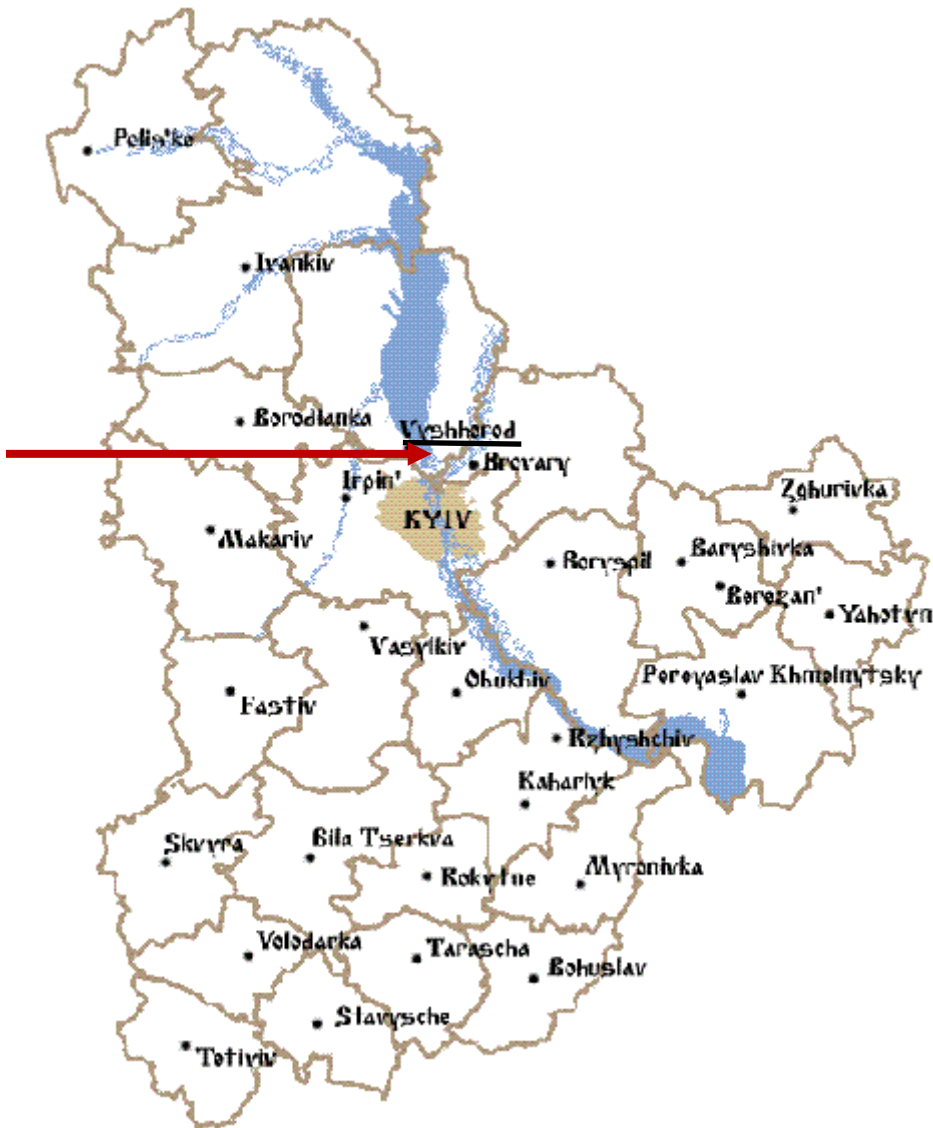 Polis'ke
Ivankiv
Borodianka
Vyshhorod
Brovary
Irpin'
Zghurivka
KYIV
Makariv
Boryspil
Baryshivka
Berezan'
Yahotyn
Vasylkiv
Obukhiv
Pereyaslav Khmelnytsky
Fastiv
Rzhyshchiv
Kaharlyk
Skvyra
Bila Tserkva
Rokytne
Myronivka
Volodarka
Tarascha
Bohuslav
Stavysche
Tetiviv